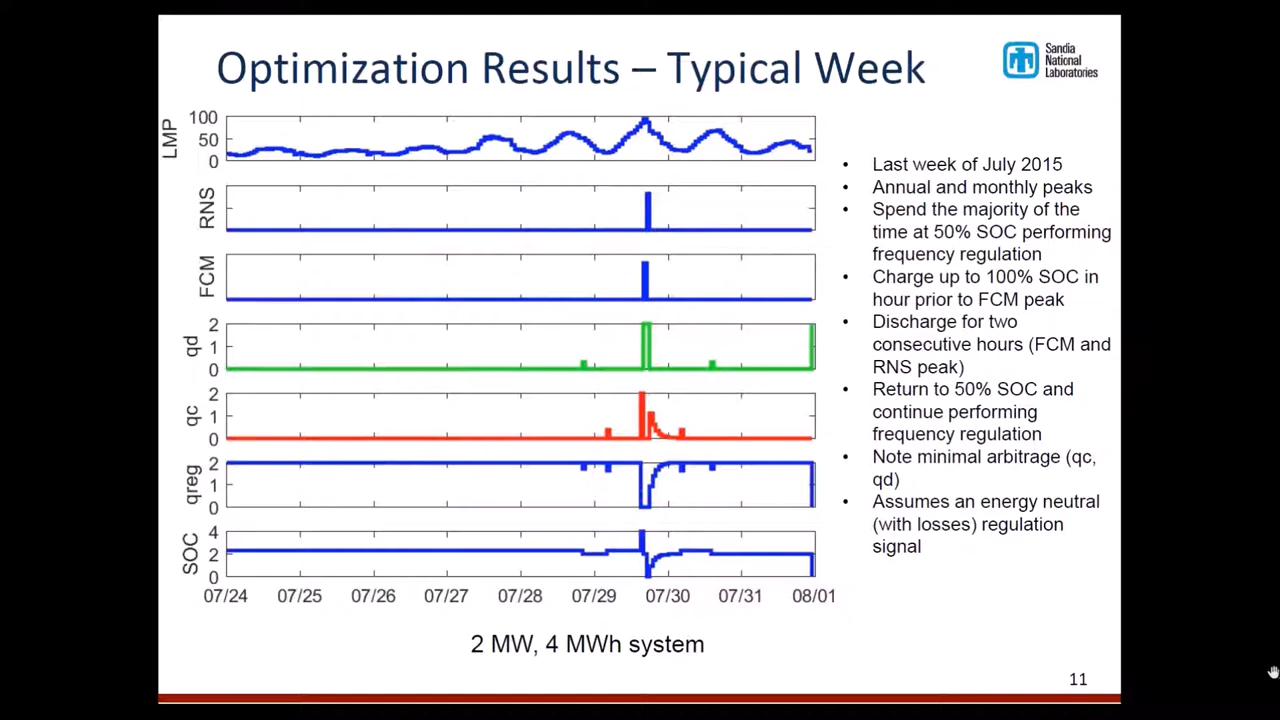 Optimization Results – Typical Week
Sandia
National
Laboratories
LMP
100
50
0
RNS
FCM
qd
2
1
0
qc
2
1
0
qreg
2
1
0
SOC
4
2
0
07/24 07/25 07/26 07/27 07/28 07/29 07/30 07/31 08/01
2 MW, 4 MWh system
• Last week of July 2015
• Annual and monthly peaks
• Spend the majority of the
time at 50% SOC performing
frequency regulation
• Charge up to 100% SOC in
hour prior to FCM peak
• Discharge for two
consecutive hours (FCM and
RNS peak)
• Return to 50% SOC and
continue performing
frequency regulation
• Note minimal arbitrage (qc,
qd)
• Assumes an energy neutral
(with losses) regulation
signal
11